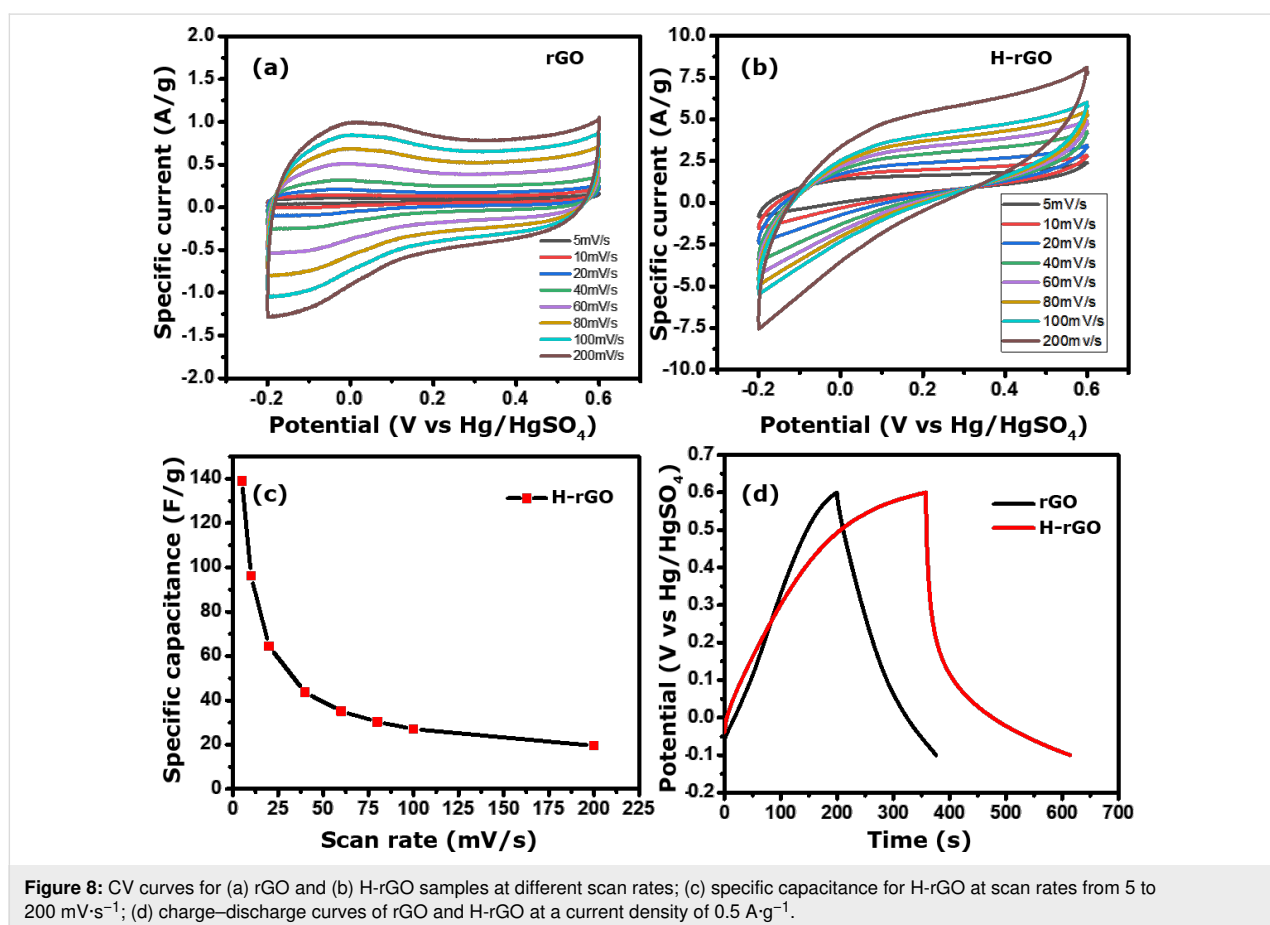 (a)
rGO
2.0
1.5
1.0
0.5
0.0
-0.5
-1.0
-1.5
-2.0
Specific current (A/g)
5mV/s
10mV/s
20mV/s
40mV/s
60mV/s
80mV/s
100mV/s
200mV/s
-0.2 0.0 0.2 0.4 0.6
Potential (V vs Hg/HgSO4)
(b)
H-rGO
10.0
7.5
5.0
2.5
0.0
-2.5
-5.0
-7.5
-10.0
Specific current (A/g)
5mV/s
10mV/s
20mV/s
40mV/s
60mV/s
80mV/s
100mV/s
200mv/s
-0.2 0.0 0.2 0.4 0.6
Potential (V vs Hg/HgSO4)
(c)
H-rGO
140
120
100
80
60
40
20
0
Specific capacitance (F/g)
0 25 50 75 100 125 150 175 200 225
Scan rate (mV/s)
(d)
rGO
H-rGO
0.7
0.6
0.5
0.4
0.3
0.2
0.1
0.0
-0.1
-0.2
Potential (V vs Hg/HgSO4)
0 100 200 300 400 500 600 700
Time (s)
Figure 8: CV curves for (a) rGO and (b) H-rGO samples at different scan rates; (c) specific capacitance for H-rGO at scan rates from 5 to
200 mV·s−1; (d) charge–discharge curves of rGO and H-rGO at a current density of 0.5 A·g−1.